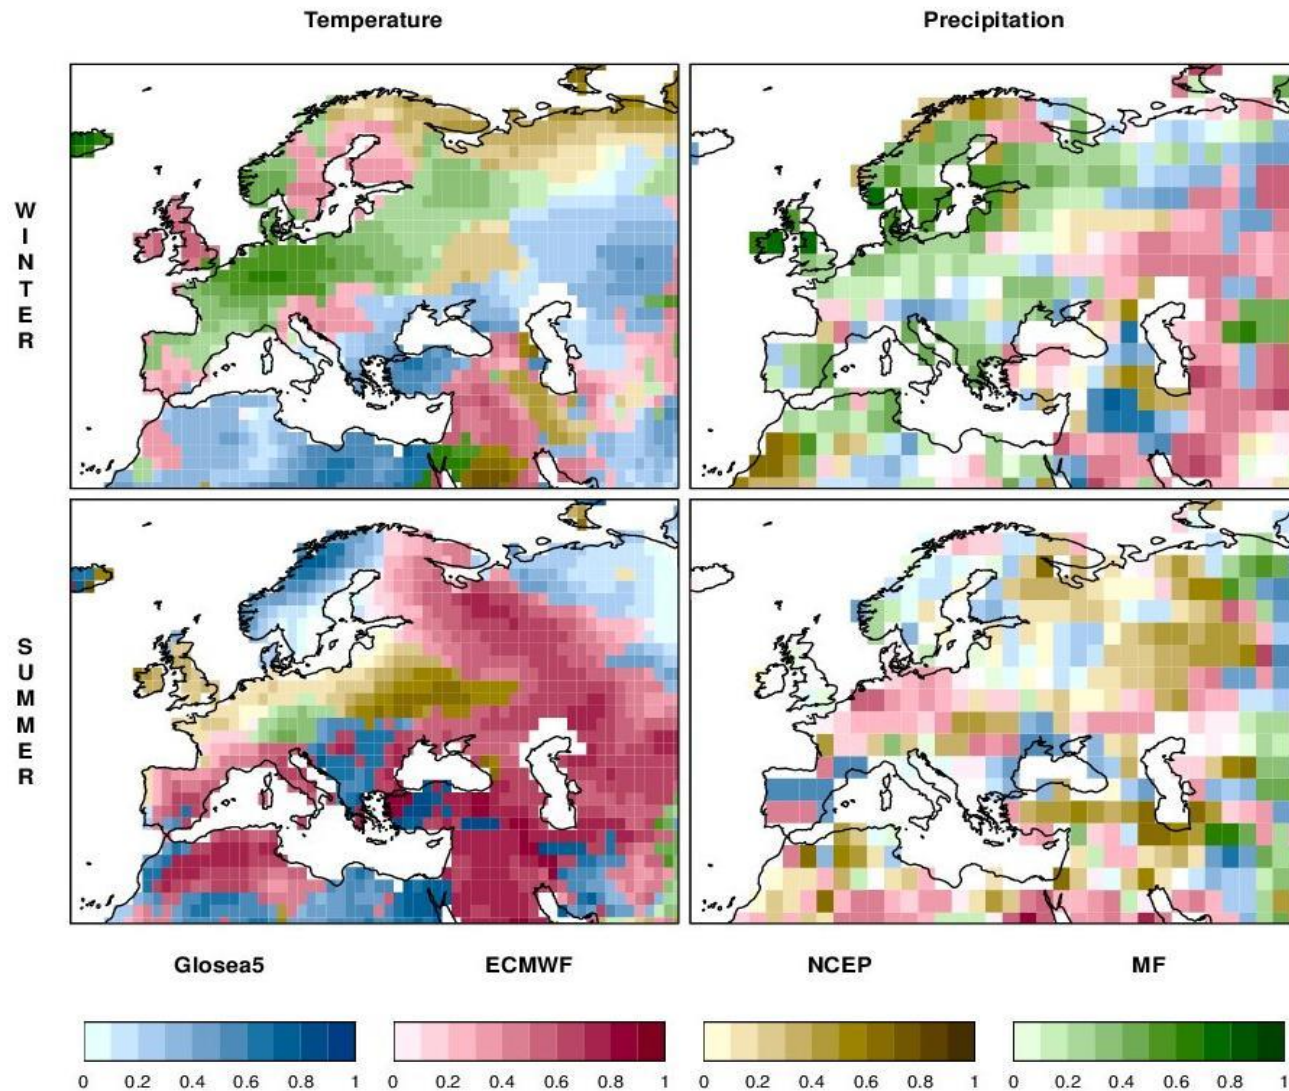 Temperature Precipitation
WINTER
SUMMER
Glosea5 ECMWF NCEP MF
0 0.2 0.4 0.6 0.8 1 0 0.2 0.4 0.6 0.8 1 0 0.2 0.4 0.6 0.8 1 0 0.2 0.4 0.6 0.8 1